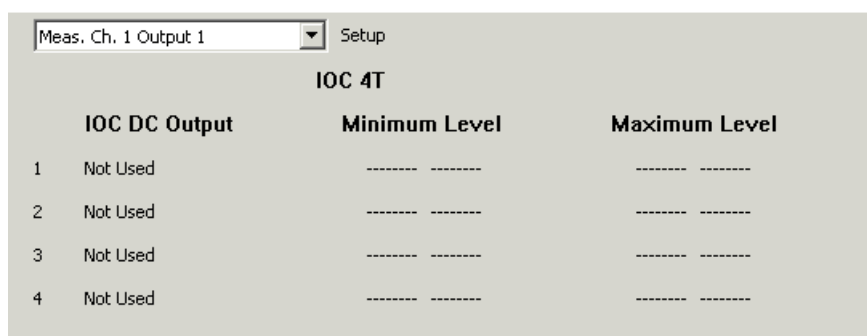 Meas. Ch. 1 Output 1 Setup
IOC 4T
IOC DC Output Minimum Level Maximum Level
1 Not Used -------- -------- -------- --------
2 Not Used -------- -------- -------- --------
3 Not Used -------- -------- -------- --------
4 Not Used -------- -------- -------- --------